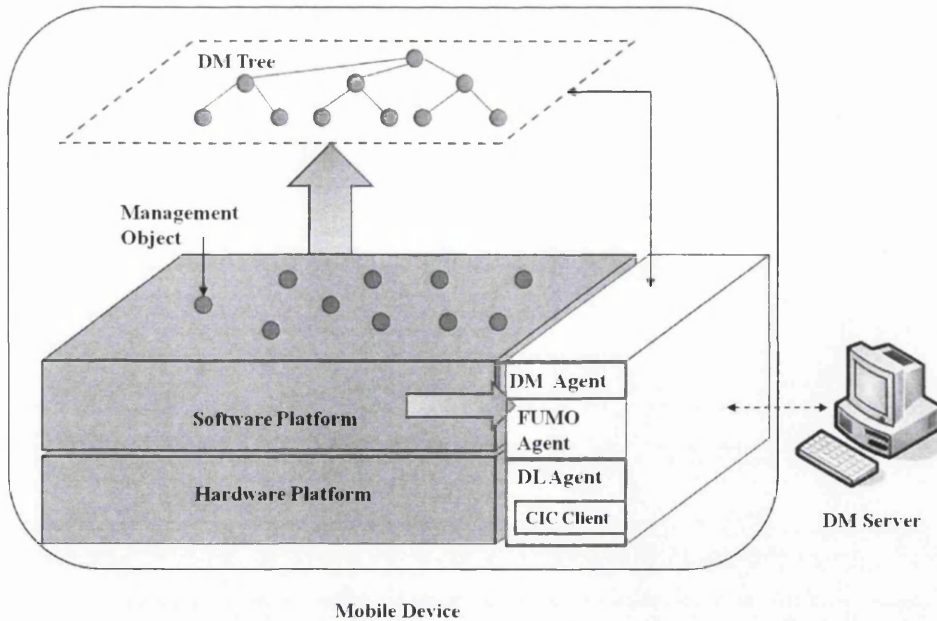 DM Tree
Management
Object
DM Agent
Software Platform
FUMO
Agent
Hardware Platform
DL Agent
CIC Client
DM Server
Mobile Device